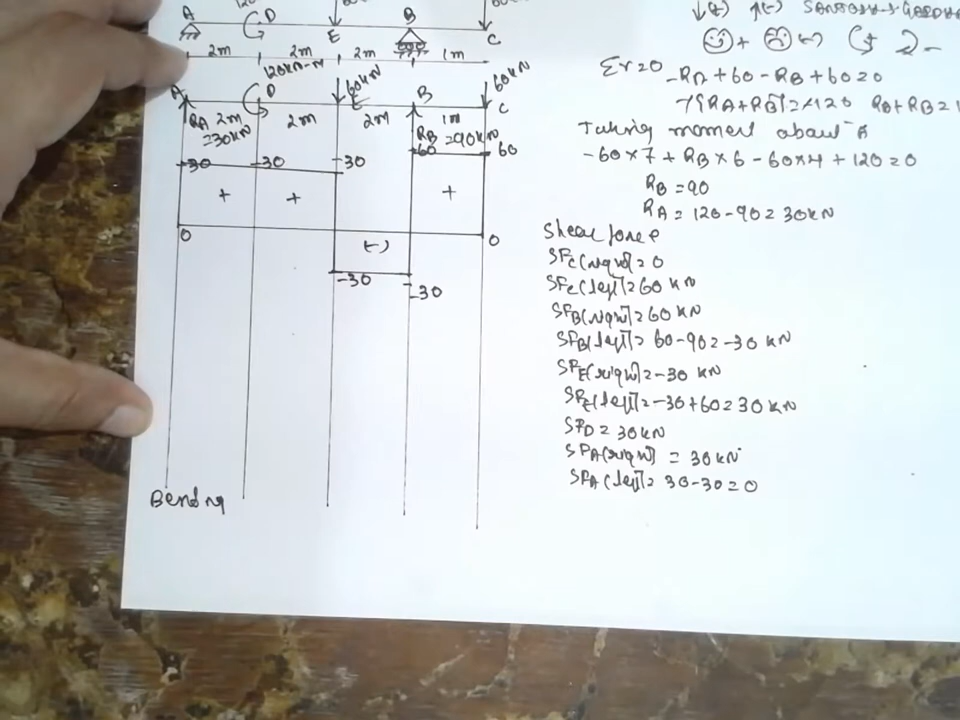 A D E B C
2m 2m 2m 1m
120kN-m 60kN 60kN
A D E B C
RA =30kN 2m 2m 2m RB =90kN 1m
30 30 30 60 60
+ + +
0 (-) 0
-30 -30
Bending
↓(+) ↑(-)
Σv=0 -RA+60-RB+60=0
RA+RB
Taking moment about A
-60×7 + RB×6 - 60×4 + 120=0
RB = 90
RA = 120-90=30kN
Shear force
SFC(right)=0
SFC(left)=60 kN
SFB(right)=60 kN
SFB(left)= 60-90=-30 kN
SFE(right)=-30 kN
SFE(left)=-30+60=30 kN
SFD= 30kN
SFA(right) = 30kN
SFA(left)= 30-30=0